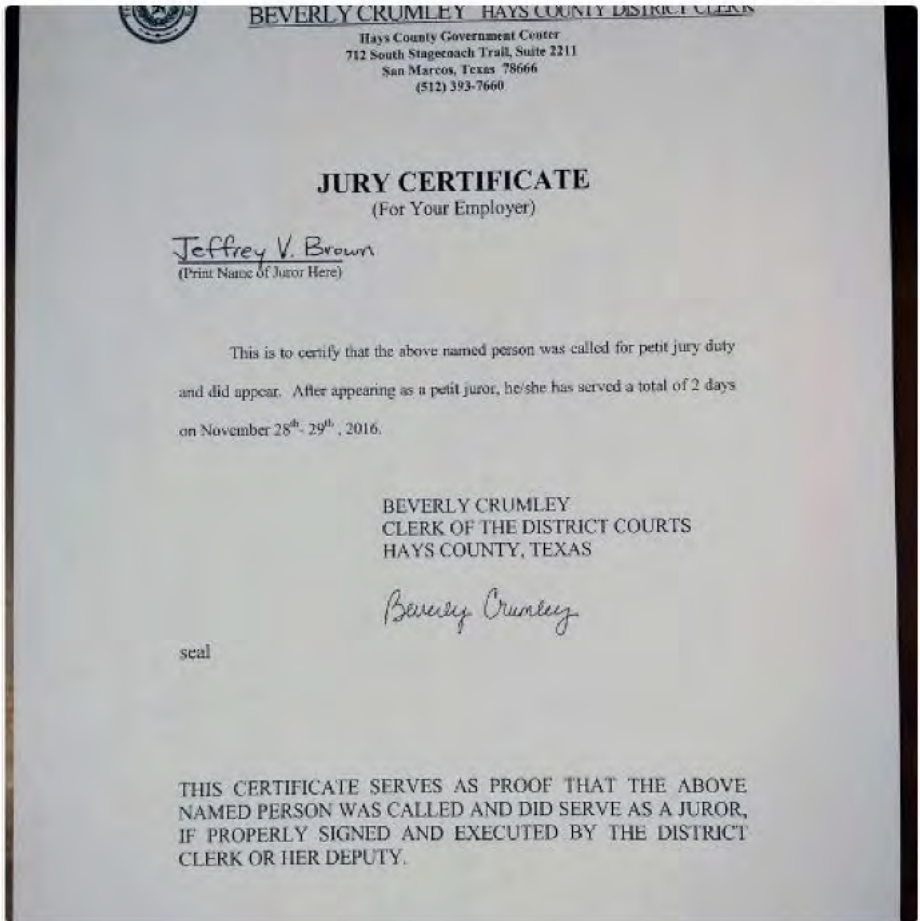 BEVERLY CRUMLEY HAYS COUNTY DISTRICT CLERK
Hays County Government Center
712 South Stagecoach Trail, Suite 2211
San Marcos, Texas 78666
(512) 393-7660
JURY CERTIFICATE
(For Your Employer)
Jeffrey V. Brown
(Print Name of Juror Here)
This is to certify that the above named person was called for petit jury duty
and did appear. After appearing as a petit juror, he/she has served a total of 2 days
on November 28th- 29th , 2016.
BEVERLY CRUMLEY
CLERK OF THE DISTRICT COURTS
HAYS COUNTY, TEXAS
Beverly Crumley
seal
THIS CERTIFICATE SERVES AS PROOF THAT THE ABOVE
NAMED PERSON WAS CALLED AND DID SERVE AS A JUROR,
IF PROPERLY SIGNED AND EXECUTED BY THE DISTRICT
CLERK OR HER DEPUTY.